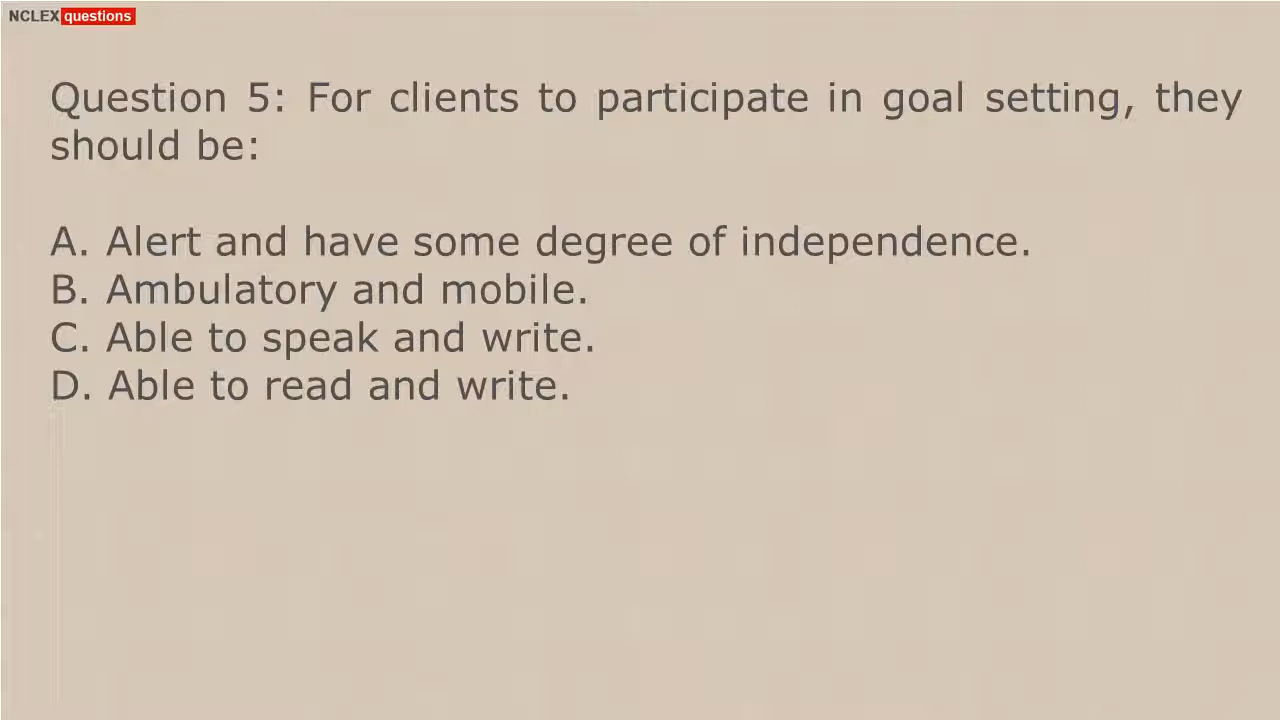 NCLEX questions
Question 5: For clients to participate in goal setting, they
should be:
A. Alert and have some degree of independence.
B. Ambulatory and mobile.
C. Able to speak and write.
D. Able to read and write.